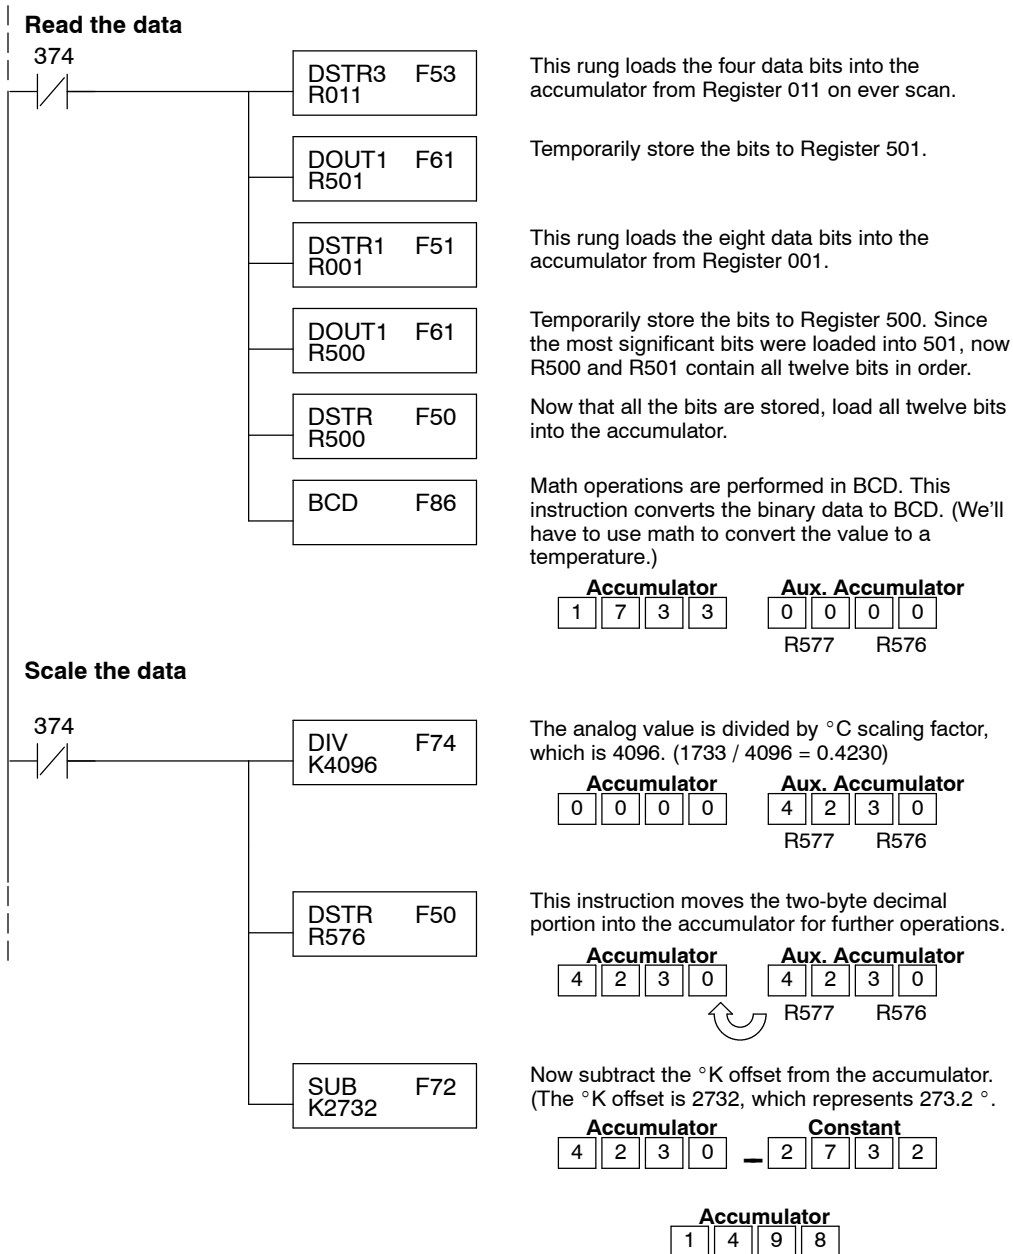 Read the data
374
DSTR3 F53
R011
This rung loads the four data bits into the
accumulator from Register 011 on ever scan.
DOUT1 F61
R501
Temporarily store the bits to Register 501.
DSTR1 F51
R001
This rung loads the eight data bits into the
accumulator from Register 001.
DOUT1 F61
R500
Temporarily store the bits to Register 500. Since
the most significant bits were loaded into 501, now
R500 and R501 contain all twelve bits in order.
DSTR F50
R500
Now that all the bits are stored, load all twelve bits
into the accumulator.
BCD F86
Math operations are performed in BCD. This
instruction converts the binary data to BCD. (We'll
have to use math to convert the value to a
temperature.)
Accumulator Aux. Accumulator
1 7 3 3 0 0 0 0
R577 R576
Scale the data
374
DIV F74
K4096
The analog value is divided by °C scaling factor,
which is 4096. (1733 / 4096 = 0.4230)
Accumulator Aux. Accumulator
0 0 0 0 4 2 3 0
R577 R576
DSTR F50
R576
This instruction moves the two-byte decimal
portion into the accumulator for further operations.
Accumulator Aux. Accumulator
4 2 3 0 4 2 3 0
R577 R576
SUB F72
K2732
Now subtract the °K offset from the accumulator.
(The °K offset is 2732, which represents 273.2 °.
Accumulator Constant
4 2 3 0 – 2 7 3 2
Accumulator
1 4 9 8